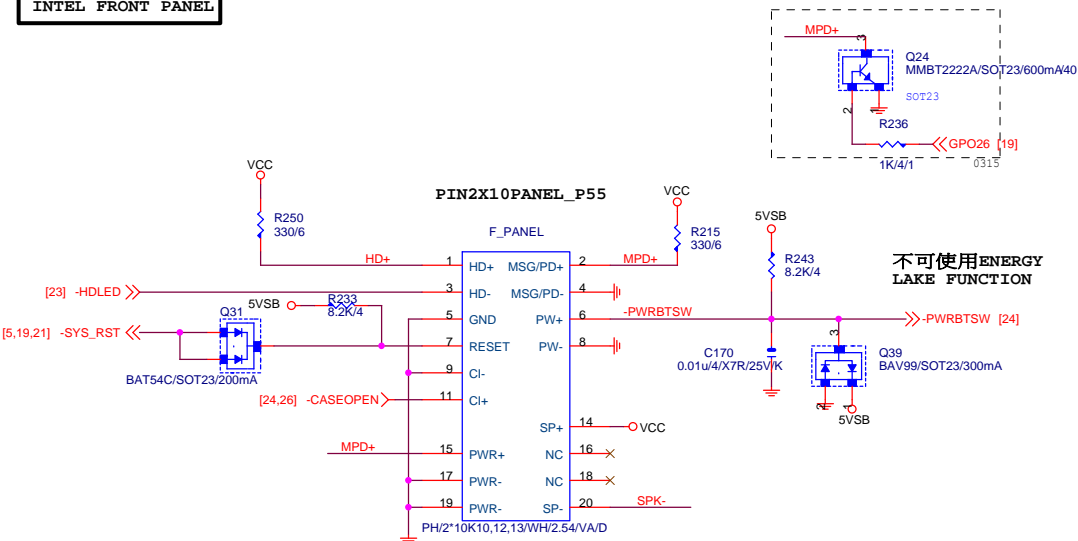 INTEL FRONT PANEL
MPD+
3
Q24
MMBT2222A/SOT23/600mA/40
SOT23
2
1
R236
GPO26 [19]
1K/4/1
0315
VCC
R250
330/6
PIN2X10PANEL_P55
F_PANEL
VCC
R215
330/6
5VSB
R243
8.2K/4
不可使用ENERGY
LAKE FUNCTION
HD+
1
HD+
MSG/PD+
2
MPD+
[23] -HDLED
3
HD-
MSG/PD-
4
5VSB
R233
8.2K/4
Q31
5
GND
PW+
6
-PWRBTSW
-PWRBTSW [24]
[5,19,21] -SYS_RST
7
RESET
PW-
8
BAT54C/SOT23/200mA
9
CI-
C170
0.01u/4/X7R/25V/K
3
Q39
BAV99/SOT23/300mA
2
1
5VSB
[24,26] -CASEOPEN
11
CI+
SP+
14
VCC
MPD+
15
PWR+
NC
16
17
PWR-
NC
18
19
PWR-
SP-
20
SPK-
PH/2*10K10,12,13/WH/2.54/VA/D